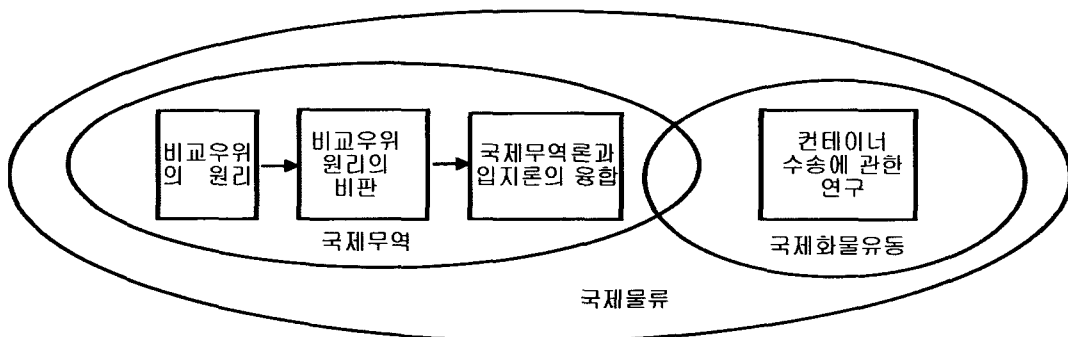 비교우위
의 원리
비교우위
원리의
비판
국제무역론과
입지론의 융합
컨테이너
수송에 관한
연구
국제무역
국제화물유동
국제물류